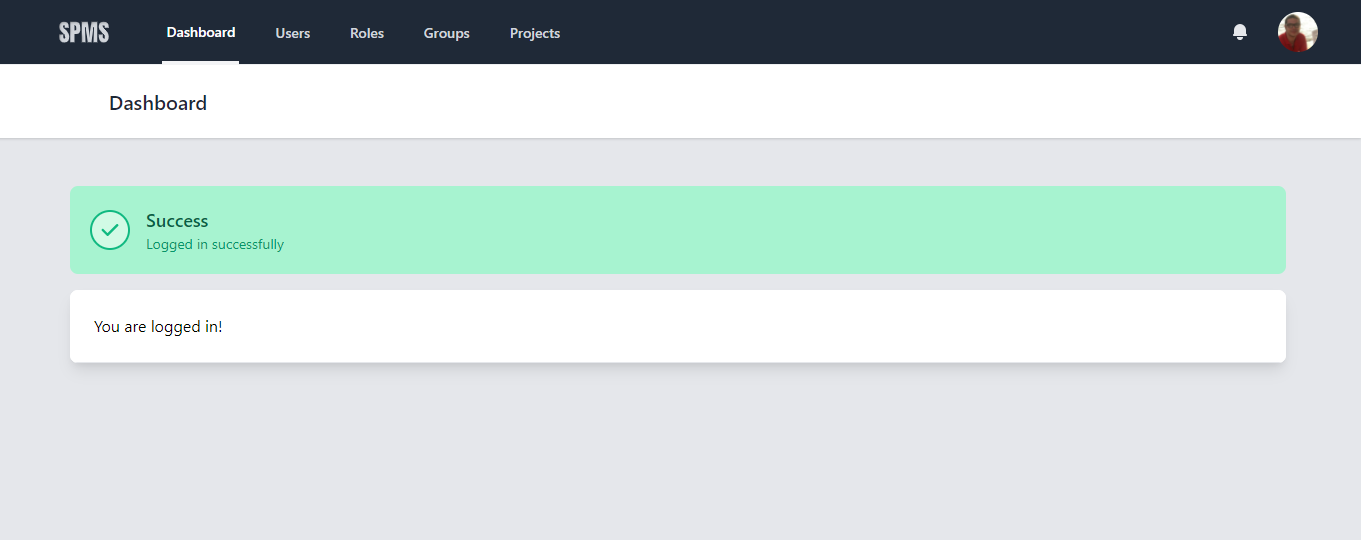 SPMS Dashboard Users Roles Groups Projects
Dashboard
Success
Logged in successfully
You are logged in!